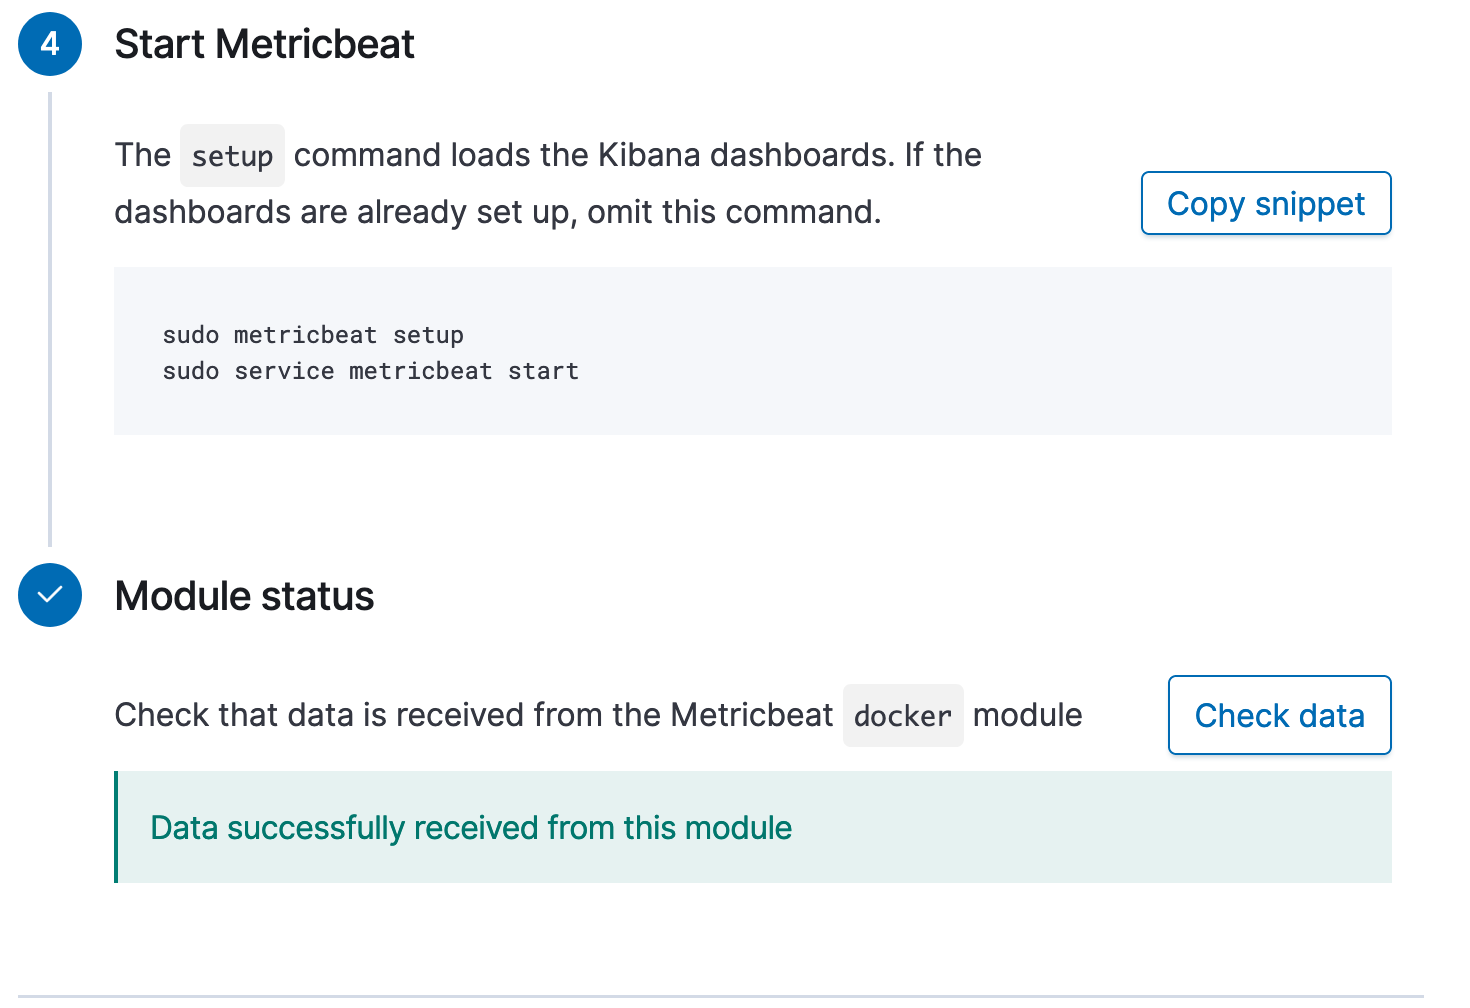 4
Start Metricbeat
The setup command loads the Kibana dashboards. If the
dashboards are already set up, omit this command.
Copy snippet
sudo metricbeat setup
sudo service metricbeat start
Module status
Check that data is received from the Metricbeat docker module
Check data
Data successfully received from this module